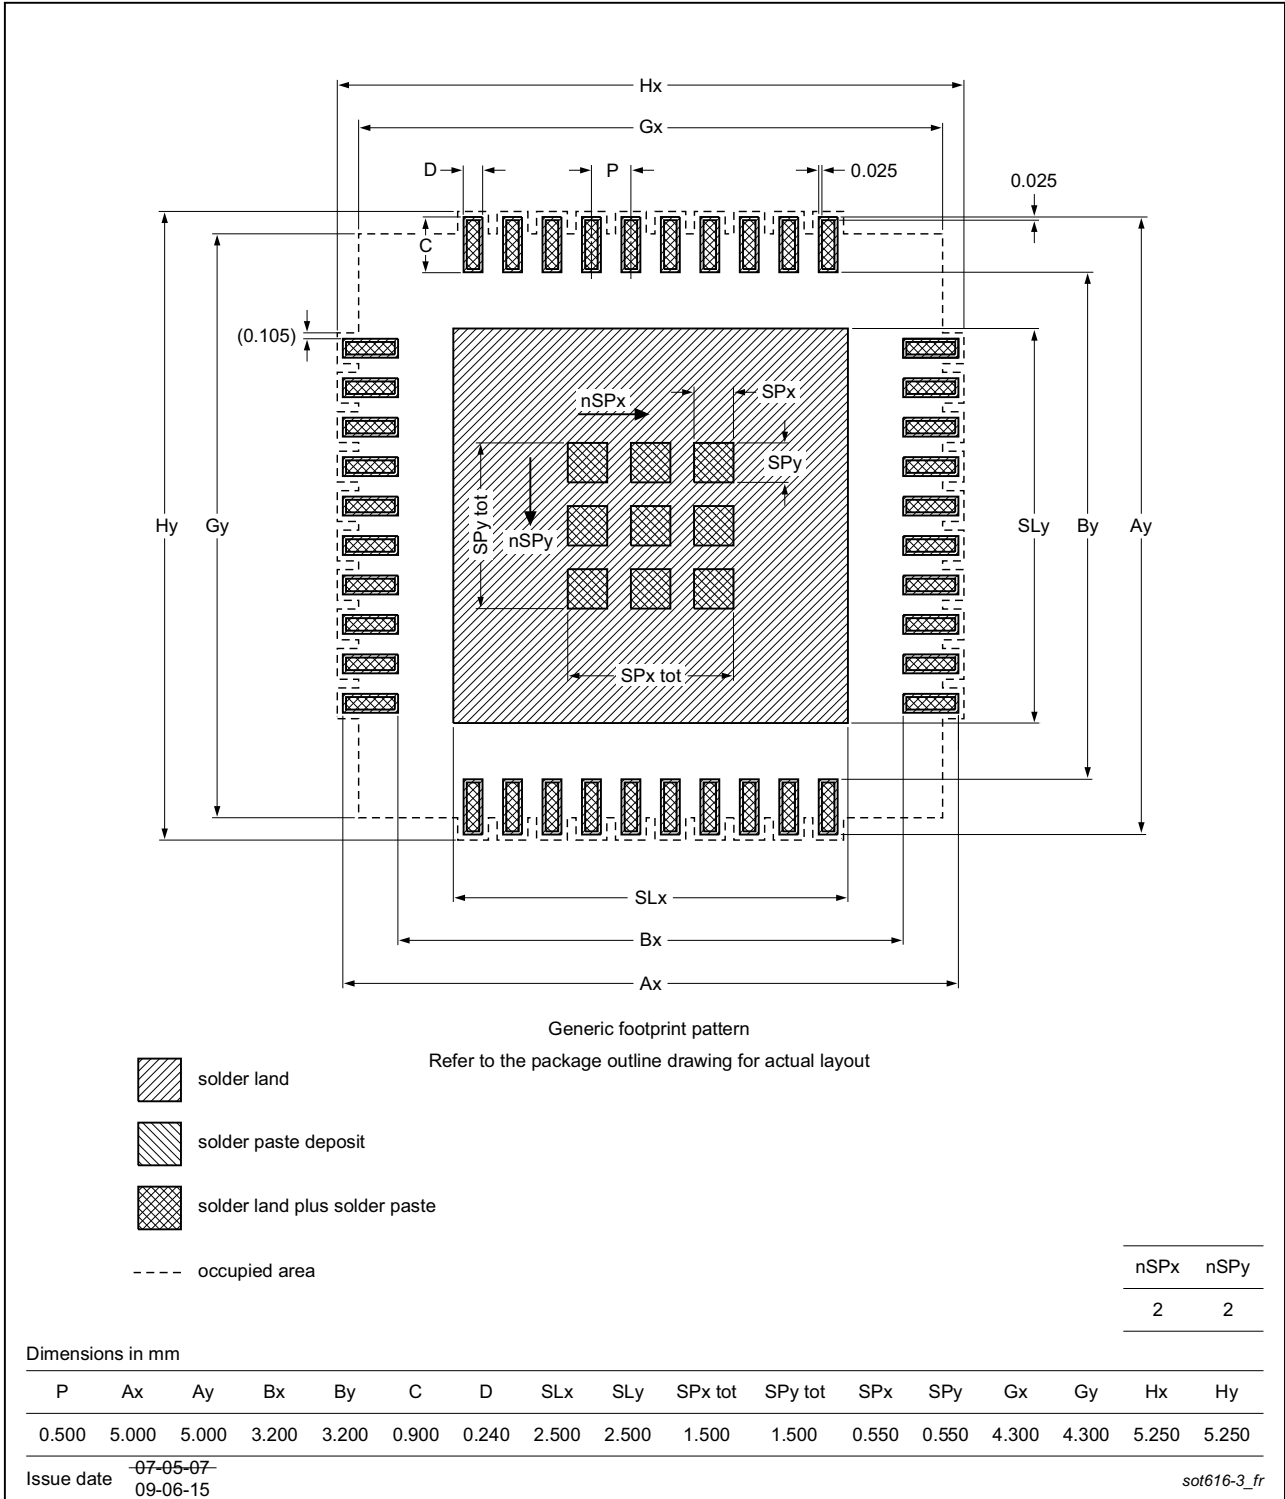 Hx
Gx
D
P
0.025
0.025
C
(0.105)
nSPx
SPx
SPy
SPy tot
nSPy
Hy
Gy
SLy
By
Ay
SPx tot
SLx
Bx
Ax
Generic footprint pattern
Refer to the package outline drawing for actual layout
solder land
solder paste deposit
solder land plus solder paste
occupied area
nSPx nSPy
2 2
Dimensions in mm
P Ax Ay Bx By C D SLx SLy SPx tot SPy tot SPx SPy Gx Gy Hx Hy
0.500 5.000 5.000 3.200 3.200 0.900 0.240 2.500 2.500 1.500 1.500 0.550 0.550 4.300 4.300 5.250 5.250
Issue date 07-05-07
09-06-15
sot616-3_fr